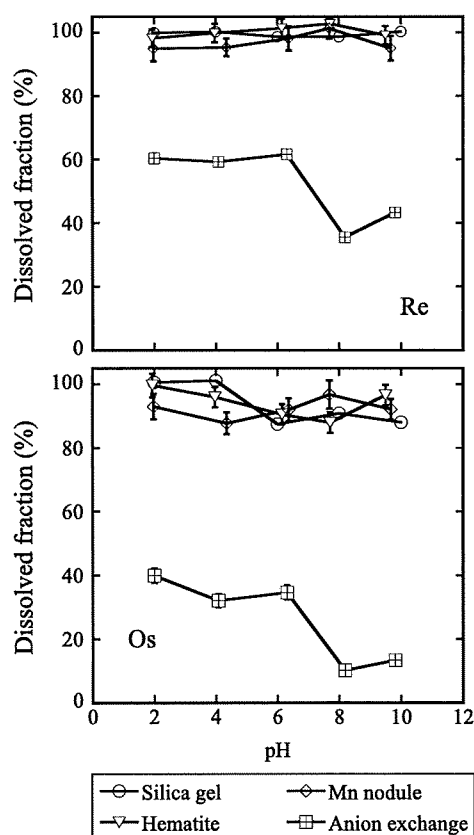 100
80
60
40
20
0
Dissolved fraction (%)
Re
100
80
60
40
20
0
Dissolved fraction (%)
Os
0 2 4 6 8 10 12
pH
Silica gel Mn nodule
Hematite Anion exchange